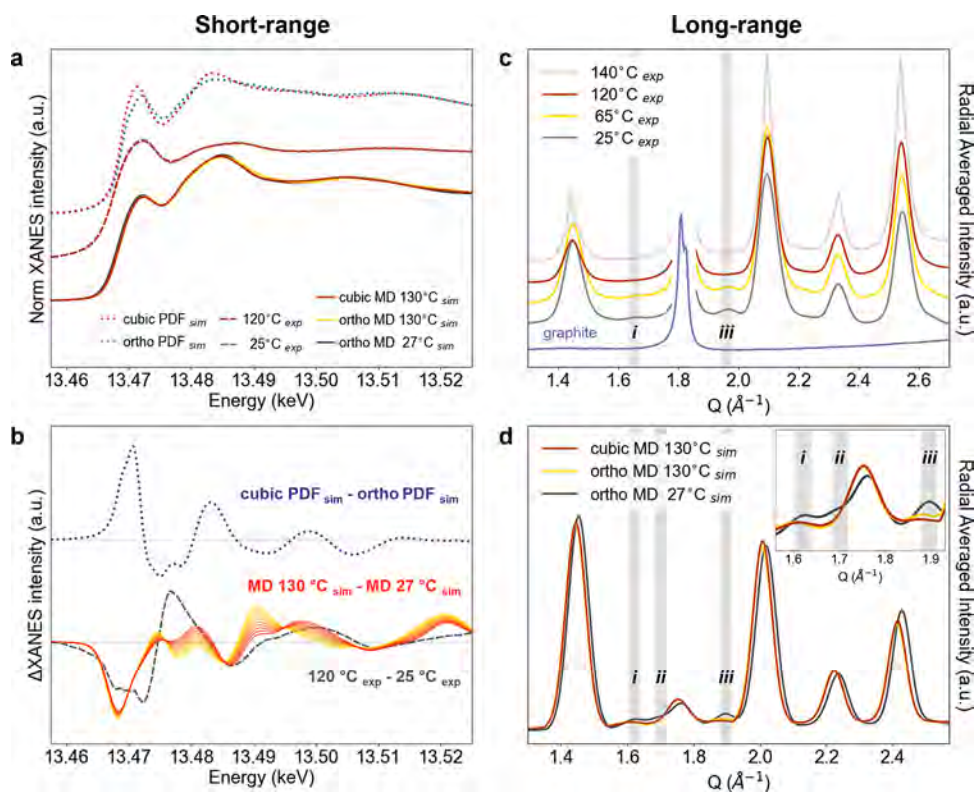 Short-range
Long-range
a
Norm XANES intensity (a.u.)
cubic PDF sim
ortho PDF sim
120°C exp
25°C exp
cubic MD 130°C sim
ortho MD 130°C sim
ortho MD 27°C sim
13.46 13.47 13.48 13.49 13.50 13.51 13.52
Energy (keV)
b
ΔXANES intensity (a.u.)
cubic PDF sim - ortho PDF sim
MD 130 °C sim - MD 27 °C sim
120 °C exp - 25 °C exp
13.46 13.47 13.48 13.49 13.50 13.51 13.52
Energy (keV)
c
140°C exp
120°C exp
65°C exp
25°C exp
graphite
i
iii
Radial Averaged Intensity (a.u.)
1.4 1.6 1.8 2.0 2.2 2.4 2.6
Q (Å⁻¹)
d
cubic MD 130°C sim
ortho MD 130°C sim
ortho MD 27°C sim
i
ii
iii
1.6 1.7 1.8 1.9
Q (Å⁻¹)
i
ii
iii
Radial Averaged Intensity (a.u.)
1.4 1.6 1.8 2.0 2.2 2.4
Q (Å⁻¹)